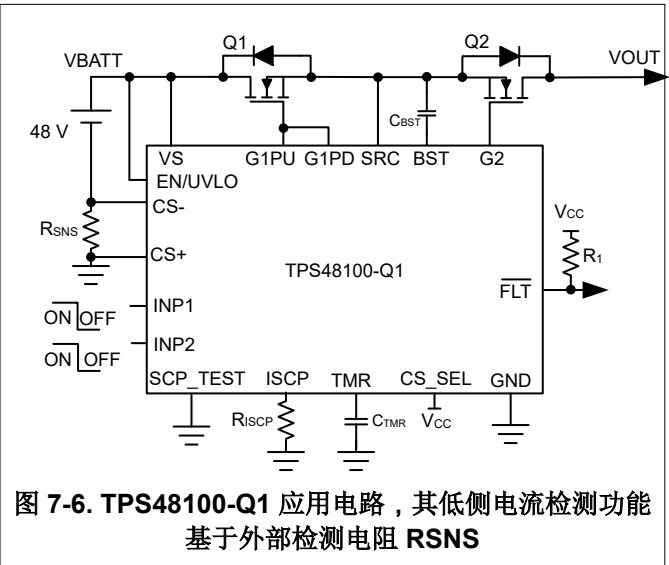 Q1
Q2
VBATT
VOUT
CBST
48 V
VS
G1PU
G1PD
SRC
BST
G2
EN/UVLO
CS-
RSNS
CS+
VCC
R1
TPS48100-Q1
FLT
INP1
ON OFF
INP2
ON OFF
SCP_TEST
ISCP
TMR
CS_SEL
GND
RISCP
CTMR
VCC
图 7-6. TPS48100-Q1 应用电路，其低侧电流检测功能
基于外部检测电阻 RSNS